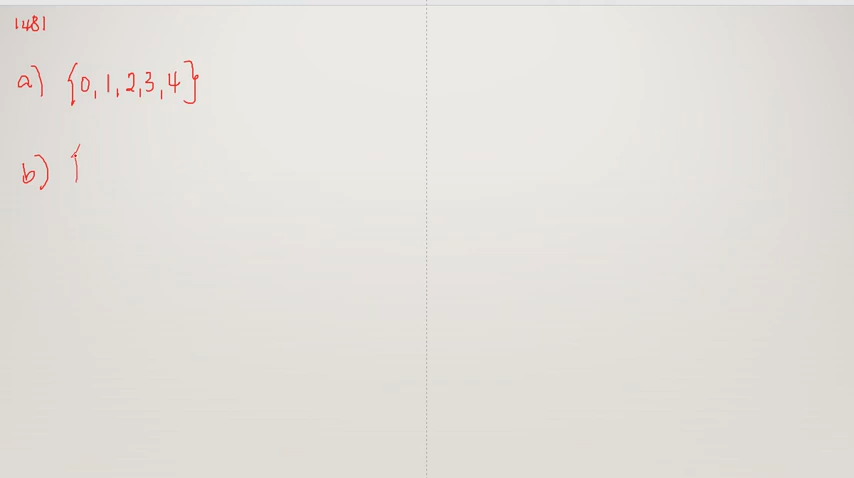 1481
a) {0, 1, 2, 3, 4}
b) {